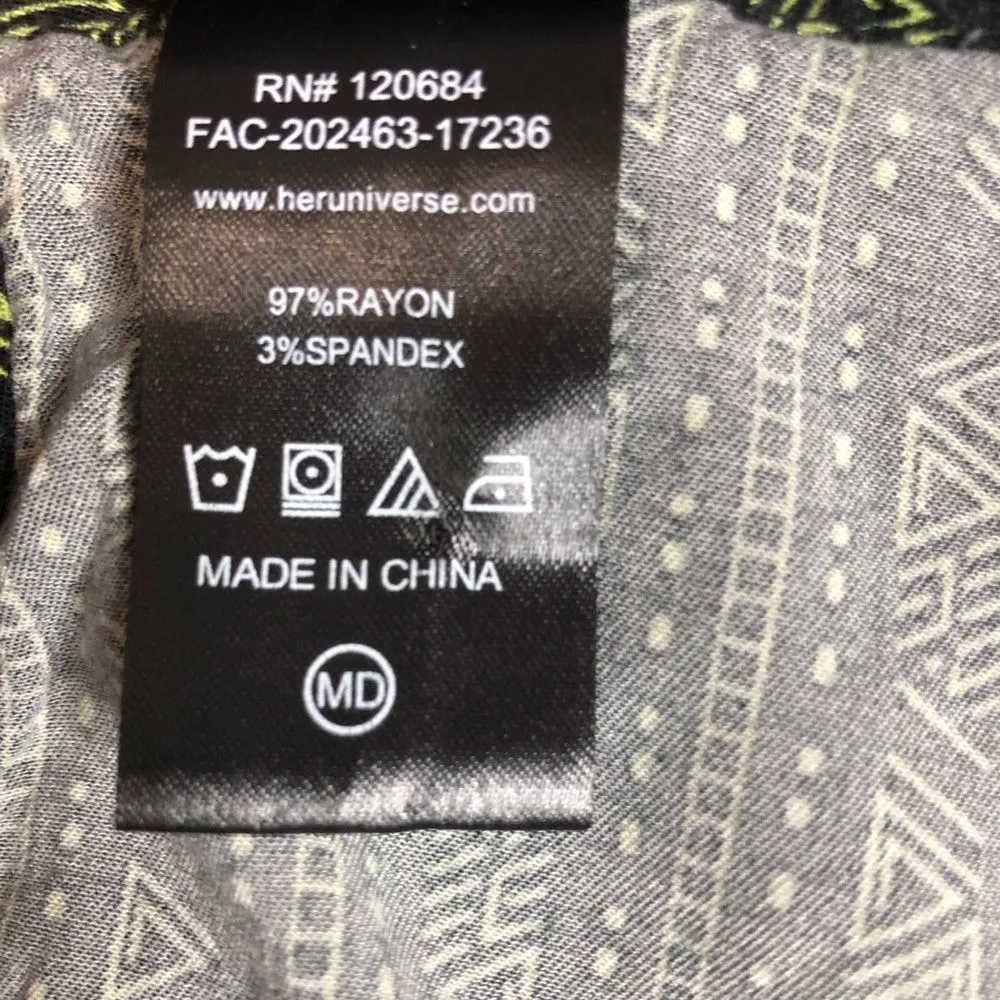 RN# 120684
FAC-202463-17236
www.heruniverse.com
97%RAYON
3%SPANDEX
MADE IN CHINA
MD